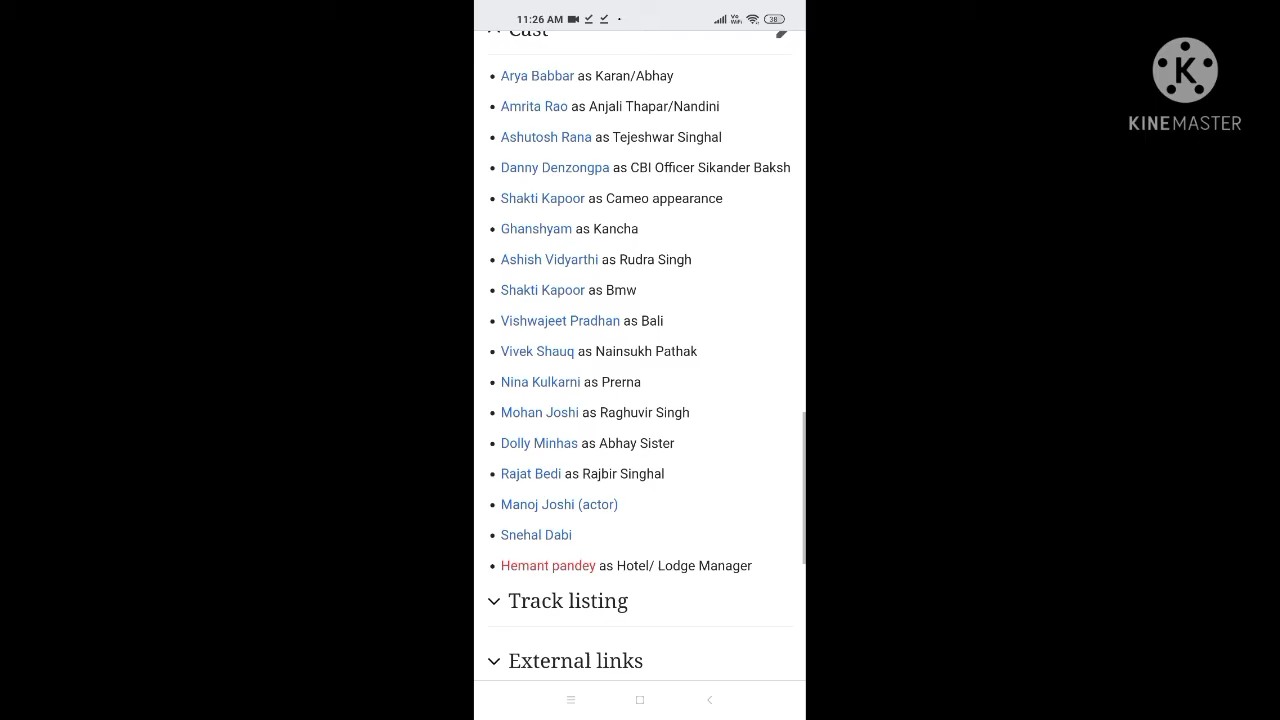 11:26 AM
Vo
WiFi
38
Cast
Arya Babbar as Karan/Abhay
Amrita Rao as Anjali Thapar/Nandini
Ashutosh Rana as Tejeshwar Singhal
Danny Denzongpa as CBI Officer Sikander Baksh
Shakti Kapoor as Cameo appearance
Ghanshyam as Kancha
Ashish Vidyarthi as Rudra Singh
Shakti Kapoor as Bmw
Vishwajeet Pradhan as Bali
Vivek Shauq as Nainsukh Pathak
Nina Kulkarni as Prerna
Mohan Joshi as Raghuvir Singh
Dolly Minhas as Abhay Sister
Rajat Bedi as Rajbir Singhal
Manoj Joshi (actor)
Snehal Dabi
Hemant pandey as Hotel/ Lodge Manager
Track listing
External links
K
KINEMASTER